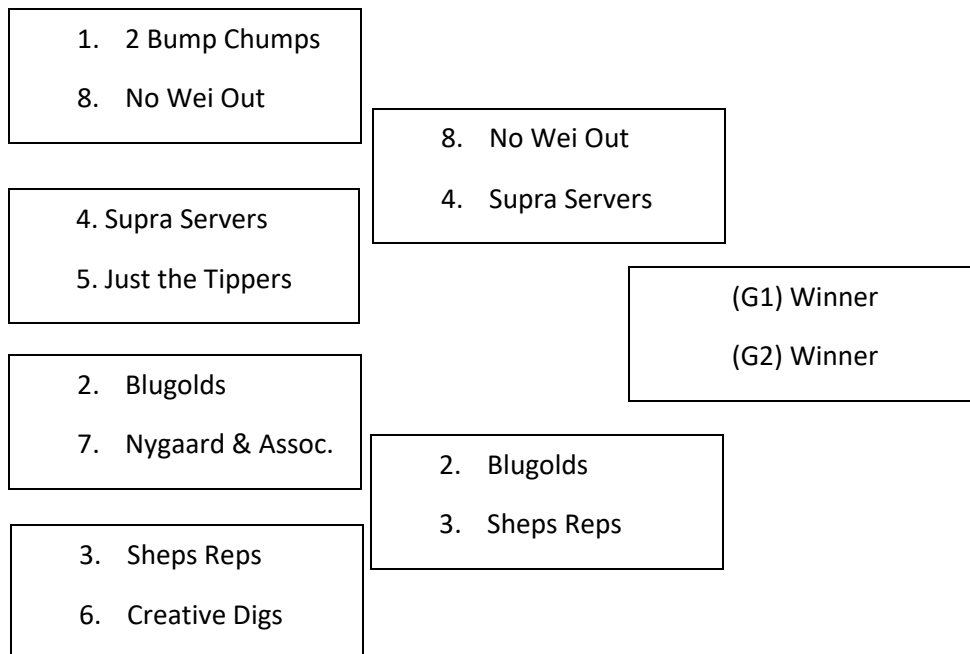 1. 2 Bump Chumps
8. No Wei Out
8. No Wei Out
4. Supra Servers
4. Supra Servers
5. Just the Tippers
(G1) Winner
(G2) Winner
2. Blugolds
7. Nygaard & Assoc.
2. Blugolds
3. Sheps Reps
3. Sheps Reps
6. Creative Digs